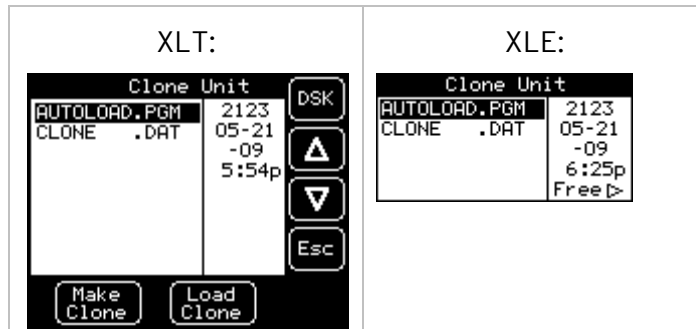 XLT:
Clone Unit
DSK
AUTOLOAD.PGM 2123
CLONE .DAT 05-21
-09
5:54p
Esc
Make Clone
Load Clone
XLE:
Clone Unit
AUTOLOAD.PGM 2123
CLONE .DAT 05-21
-09
6:25p
Free